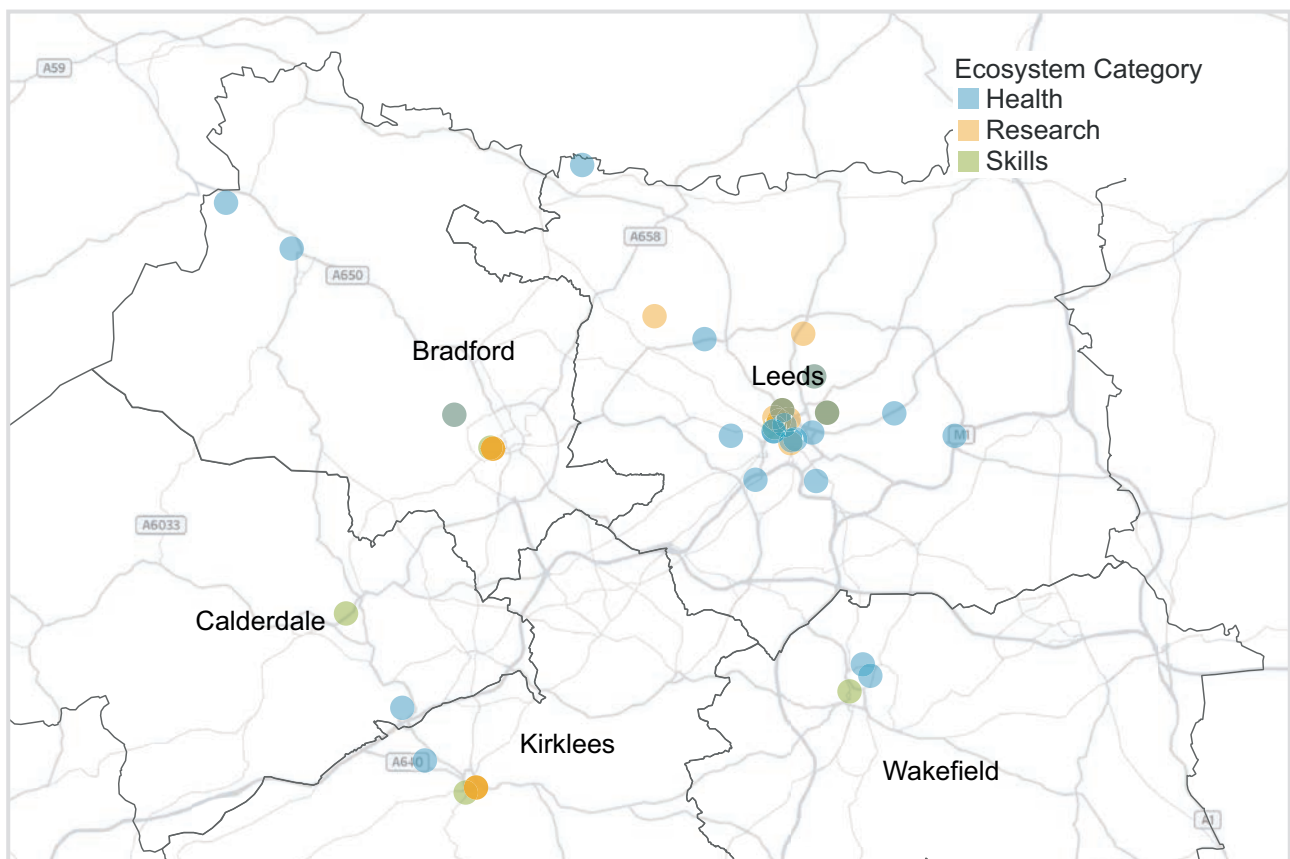 A59
Ecosystem Category
Health
Research
Skills
A658
A650
Bradford
Leeds
M1
A6033
Calderdale
Kirklees
A640
Wakefield
A1